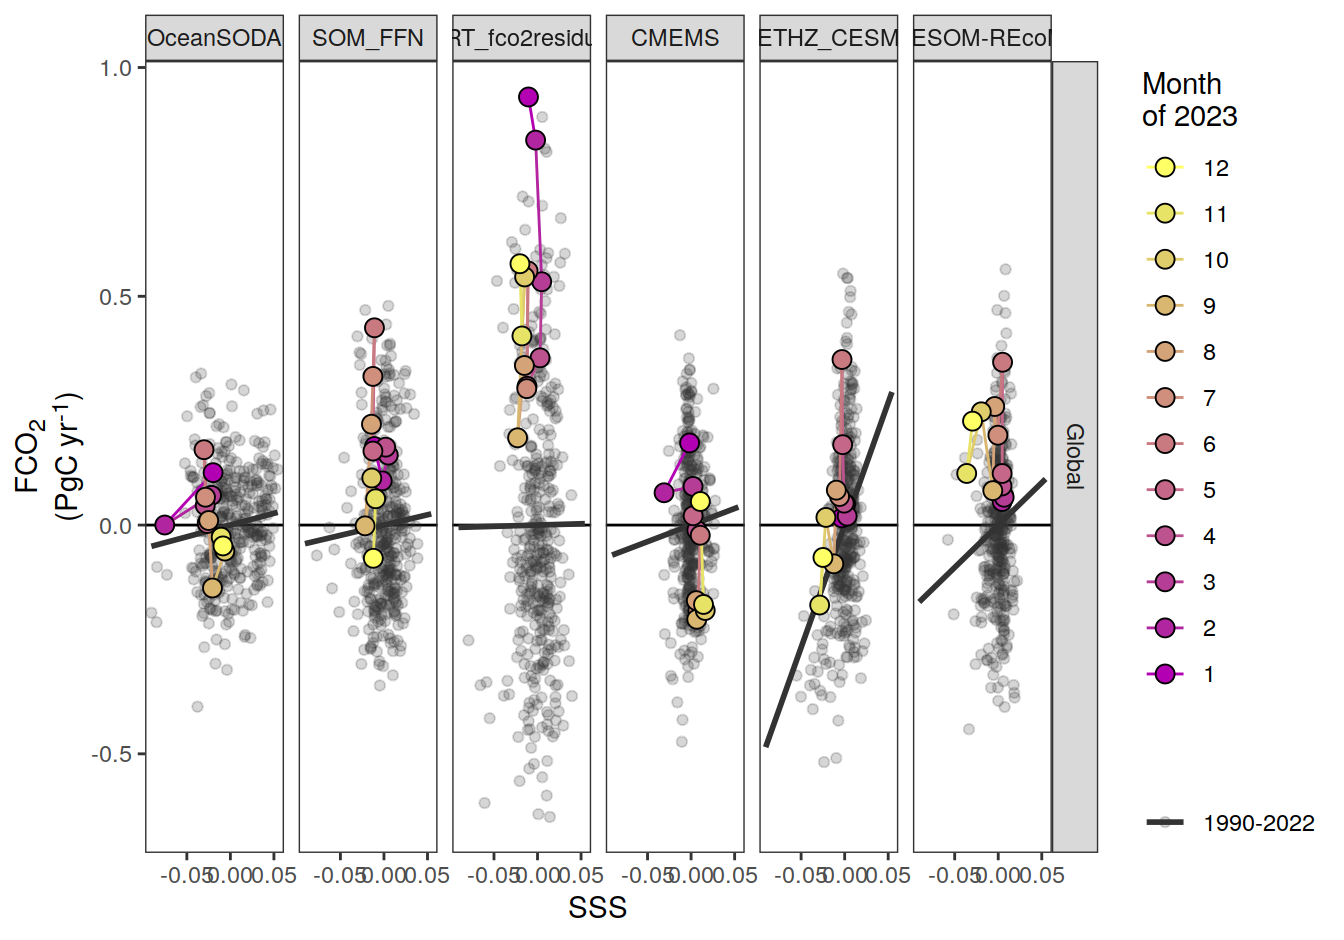 OceanSODA SOM_FFN RT_fco2residu CMEMS ETHZ_CESM ESOM-REcoM
1.0
0.5
0.0
-0.5
FCO2
(PgC yr-1)
Global
-0.05 0.00 0.05 -0.05 0.00 0.05 -0.05 0.00 0.05 -0.05 0.00 0.05 -0.05 0.00 0.05 -0.05 0.00 0.05
SSS
Month
of 2023
12
11
10
9
8
7
6
5
4
3
2
1
1990-2022